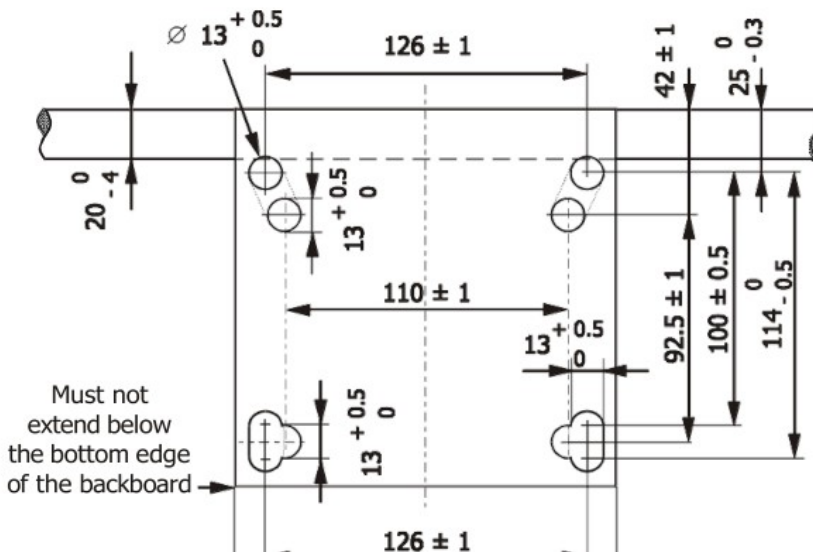 Ø 13 + 0.5 0
126 ± 1
42 ± 1
25 0 - 0.3
20 0 - 4
13 + 0.5 0
110 ± 1
92.5 ± 1
100 ± 0.5
114 0 - 0.5
13 + 0.5 0
Must not
extend below
the bottom edge
of the backboard
13 + 0.5 0
126 ± 1